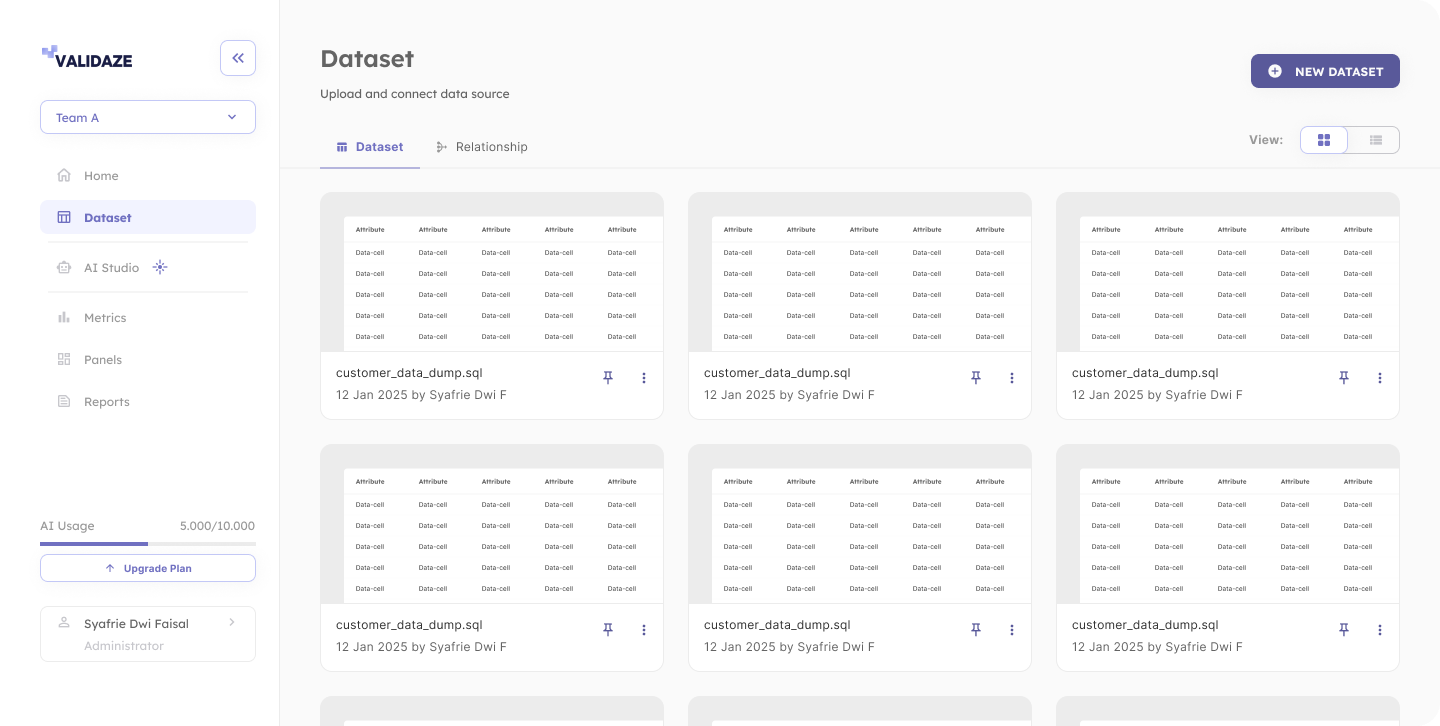 VALIDAZE
Team A
Home
Dataset
AI Studio
Metrics
Panels
Reports
AI Usage 5.000/10.000
Upgrade Plan
Syafrie Dwi Faisal
Administrator
Dataset
Upload and connect data source
NEW DATASET
Dataset Relationship
View:
Attribute Attribute Attribute Attribute Attribute
Data-cell Data-cell Data-cell Data-cell Data-cell
Data-cell Data-cell Data-cell Data-cell Data-cell
Data-cell Data-cell Data-cell Data-cell Data-cell
Data-cell Data-cell Data-cell Data-cell Data-cell
Data-cell Data-cell Data-cell Data-cell Data-cell
customer_data_dump.sql
12 Jan 2025 by Syafrie Dwi F
Attribute Attribute Attribute Attribute Attribute
Data-cell Data-cell Data-cell Data-cell Data-cell
Data-cell Data-cell Data-cell Data-cell Data-cell
Data-cell Data-cell Data-cell Data-cell Data-cell
Data-cell Data-cell Data-cell Data-cell Data-cell
Data-cell Data-cell Data-cell Data-cell Data-cell
customer_data_dump.sql
12 Jan 2025 by Syafrie Dwi F
Attribute Attribute Attribute Attribute Attribute
Data-cell Data-cell Data-cell Data-cell Data-cell
Data-cell Data-cell Data-cell Data-cell Data-cell
Data-cell Data-cell Data-cell Data-cell Data-cell
Data-cell Data-cell Data-cell Data-cell Data-cell
Data-cell Data-cell Data-cell Data-cell Data-cell
customer_data_dump.sql
12 Jan 2025 by Syafrie Dwi F
Attribute Attribute Attribute Attribute Attribute
Data-cell Data-cell Data-cell Data-cell Data-cell
Data-cell Data-cell Data-cell Data-cell Data-cell
Data-cell Data-cell Data-cell Data-cell Data-cell
Data-cell Data-cell Data-cell Data-cell Data-cell
Data-cell Data-cell Data-cell Data-cell Data-cell
customer_data_dump.sql
12 Jan 2025 by Syafrie Dwi F
Attribute Attribute Attribute Attribute Attribute
Data-cell Data-cell Data-cell Data-cell Data-cell
Data-cell Data-cell Data-cell Data-cell Data-cell
Data-cell Data-cell Data-cell Data-cell Data-cell
Data-cell Data-cell Data-cell Data-cell Data-cell
Data-cell Data-cell Data-cell Data-cell Data-cell
customer_data_dump.sql
12 Jan 2025 by Syafrie Dwi F
Attribute Attribute Attribute Attribute Attribute
Data-cell Data-cell Data-cell Data-cell Data-cell
Data-cell Data-cell Data-cell Data-cell Data-cell
Data-cell Data-cell Data-cell Data-cell Data-cell
Data-cell Data-cell Data-cell Data-cell Data-cell
Data-cell Data-cell Data-cell Data-cell Data-cell
customer_data_dump.sql
12 Jan 2025 by Syafrie Dwi F